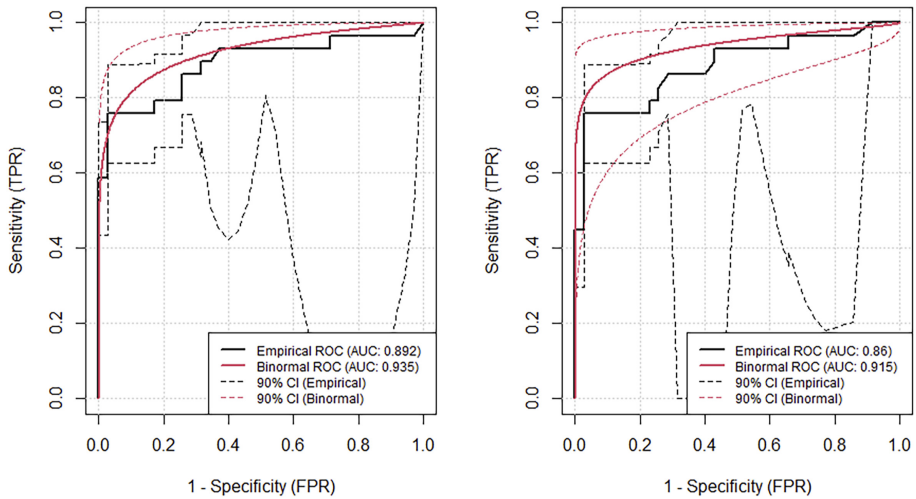 1.0
0.8
0.6
0.4
0.2
0.0
Sensitivity (TPR)
Empirical ROC (AUC: 0.892)
Binormal ROC (AUC: 0.935)
90% CI (Empirical)
90% CI (Binormal)
0.0 0.2 0.4 0.6 0.8 1.0
1 - Specificity (FPR)
1.0
0.8
0.6
0.4
0.2
0.0
Sensitivity (TPR)
Empirical ROC (AUC: 0.86)
Binormal ROC (AUC: 0.915)
90% CI (Empirical)
90% CI (Binormal)
0.0 0.2 0.4 0.6 0.8 1.0
1 - Specificity (FPR)